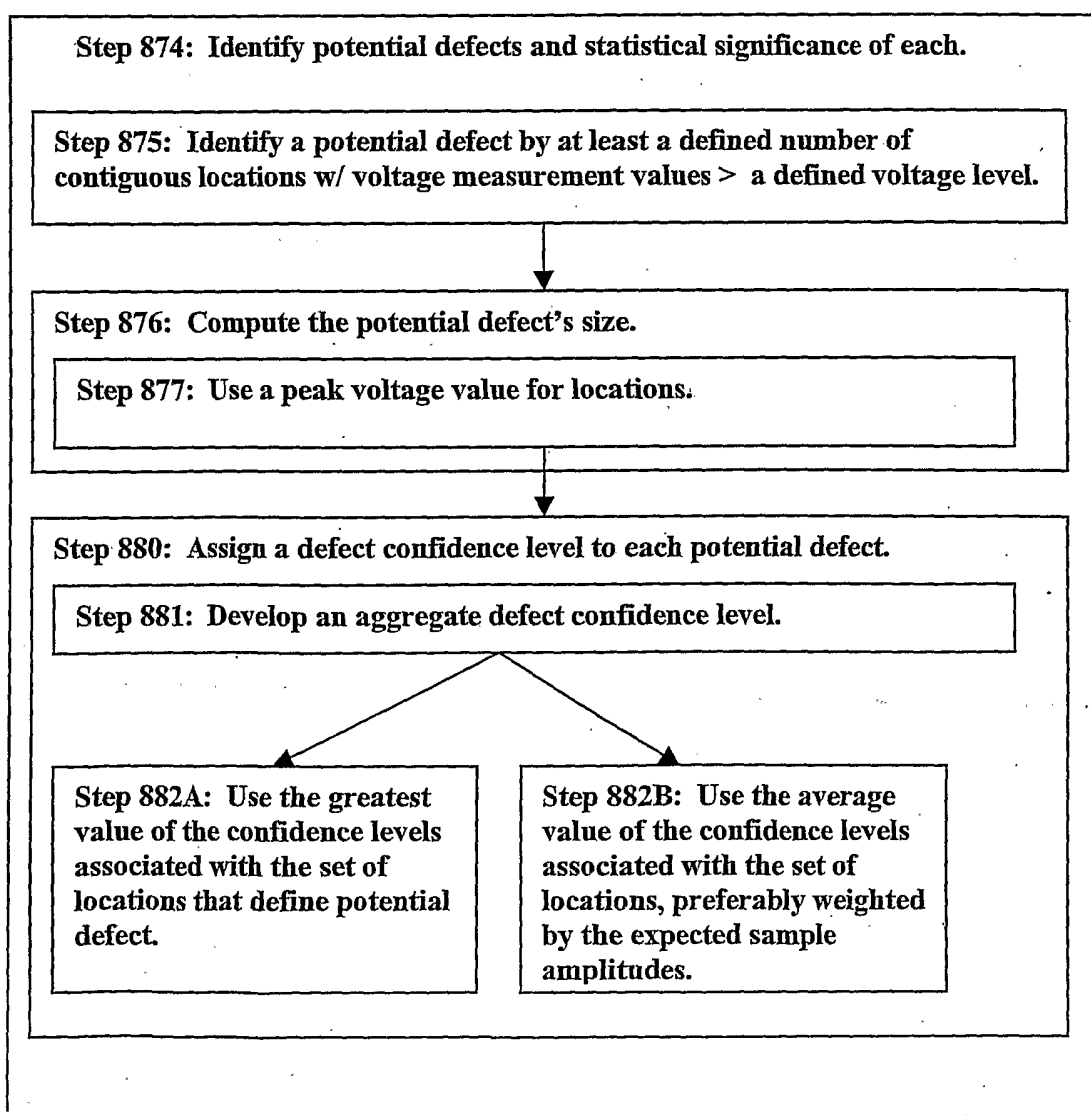 Step 874: Identify potential defects and statistical significance of each.
Step 875: Identify a potential defect by at least a defined number of
contiguous locations w/ voltage measurement values > a defined voltage level.
Step 876: Compute the potential defect's size.
Step 877: Use a peak voltage value for locations.
Step 880: Assign a defect confidence level to each potential defect.
Step 881: Develop an aggregate defect confidence level.
Step 882A: Use the greatest
value of the confidence levels
associated with the set of
locations that define potential
defect.
Step 882B: Use the average
value of the confidence levels
associated with the set of
locations, preferably weighted
by the expected sample
amplitudes.